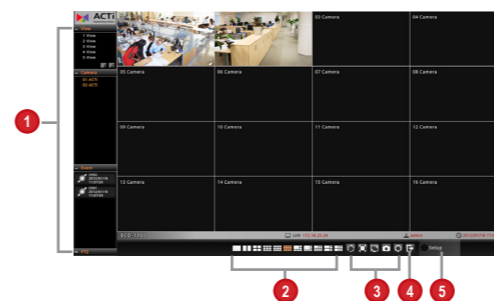 ACTi
View
1 View
2 View
3 View
4 View
5 View
Camera
01 ACTi
02 ACTi
Event
PTZ
03 Camera
04 Camera
05 Camera
06 Camera
07 Camera
08 Camera
09 Camera
10 Camera
11 Camera
12 Camera
13 Camera
14 Camera
15 Camera
16 Camera
admin
Setup
1
2
3
4
5